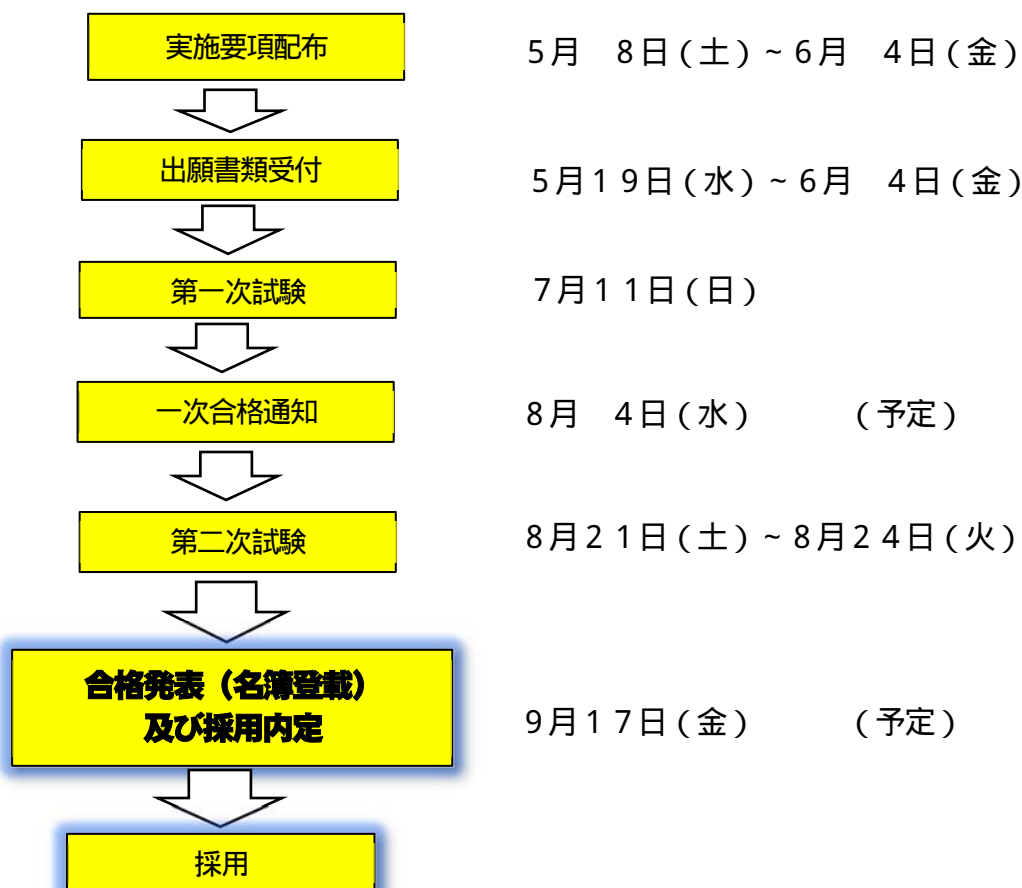 実施要項配布 5月 8日(土)~6月 4日(金)
出願書類受付 5月19日(水)~6月 4日(金)
第一次試験 7月11日(日)
一次合格通知 8月 4日(水) (予定)
第二次試験 8月21日(土)~8月24日(火)
合格発表(名簿登載)
及び採用内定 9月17日(金) (予定)
採用